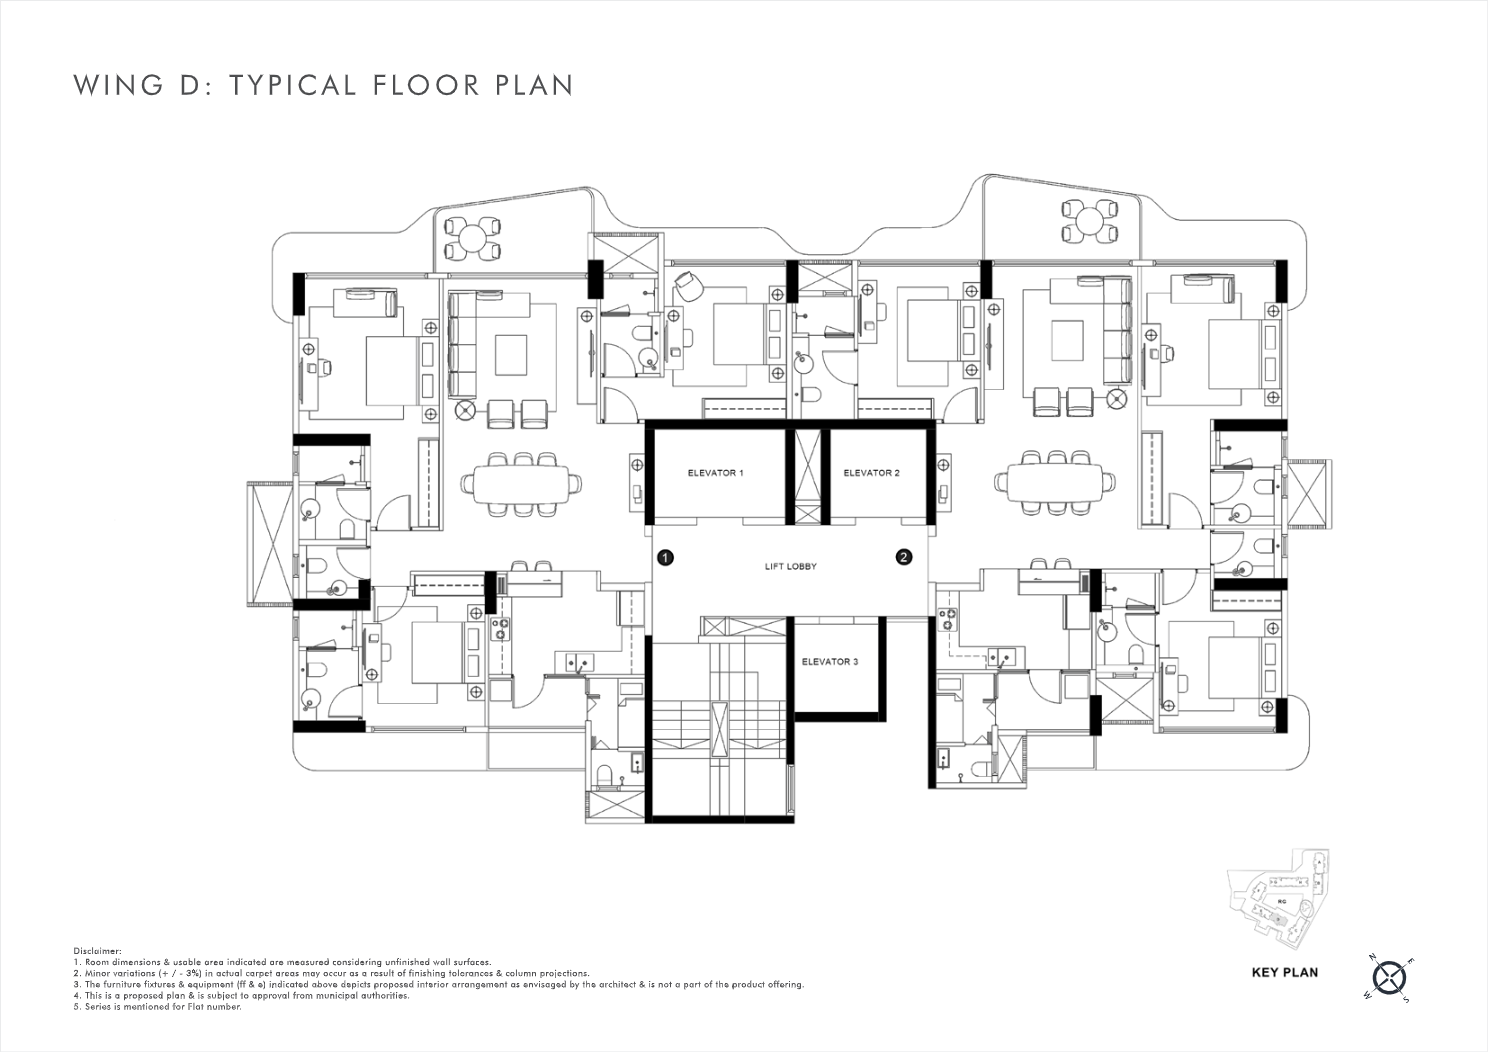 WING D: TYPICAL FLOOR PLAN
ELEVATOR 1
ELEVATOR 2
1
2
LIFT LOBBY
ELEVATOR 3
A
RG
KEY PLAN
N
E
W
S
Disclaimer:
1. Room dimensions & usable area indicated are measured considering unfinished wall surfaces.
2. Minor variations (+ / - 3%) in actual carpet areas may occur as a result of finishing tolerances & column projections.
3. The furniture fixtures & equipment (ff & e) indicated above depicts proposed interior arrangement as envisaged by the architect & is not a part of the product offering.
4. This is a proposed plan & is subject to approval from municipal authorities.
5. Series is mentioned for Flat number.